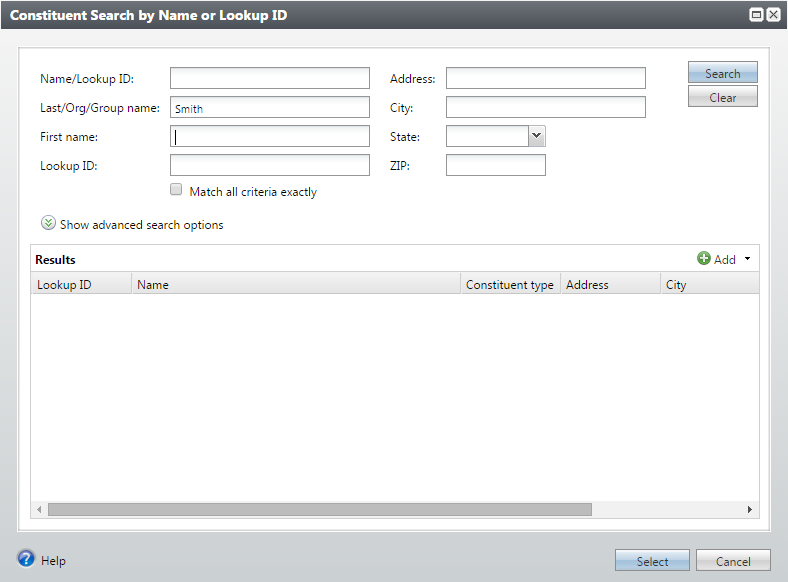 Constituent Search by Name or Lookup ID
Name/Lookup ID: Address: Search
Last/Org/Group name: Smith City: Clear
First name: State:
Lookup ID: ZIP:
Match all criteria exactly
Show advanced search options
Results Add
Lookup ID Name Constituent type Address City
Help Select Cancel